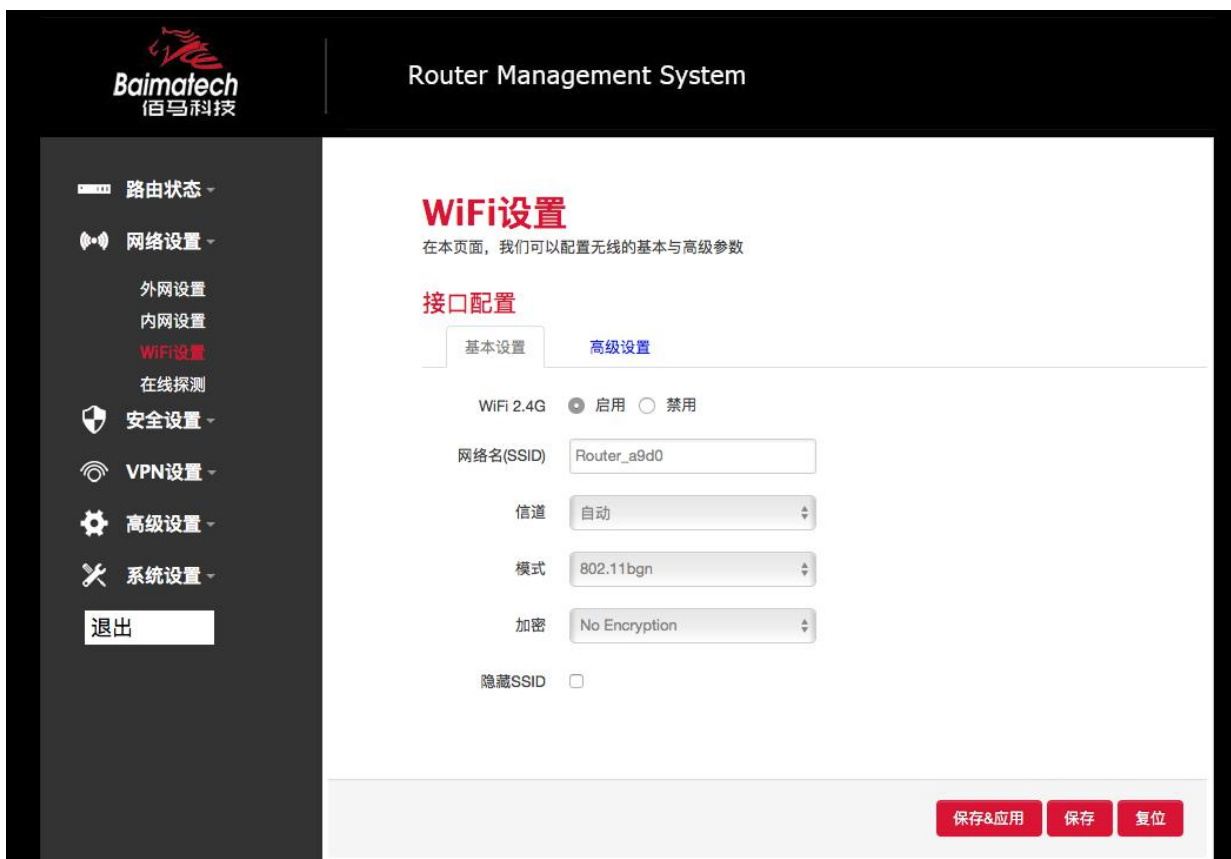 Baimatech
佰马科技
Router Management System
路由状态
网络设置
外网设置
内网设置
WiFi设置
在线探测
安全设置
VPN设置
高级设置
系统设置
退出
WiFi设置
在本页面，我们可以配置无线的基本与高级参数
接口配置
基本设置 高级设置
WiFi 2.4G 启用 禁用
网络名(SSID) Router_a9d0
信道 自动
模式 802.11bgn
加密 No Encryption
隐藏SSID
保存&应用 保存 复位